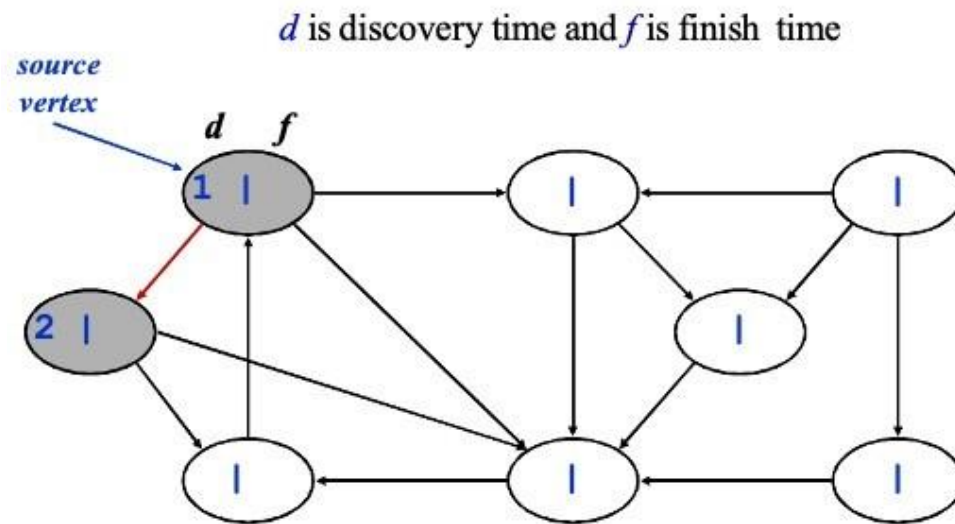 d is discovery time and f is finish time
source
vertex
d f
1 |
|
|
2 |
|
|
|
|